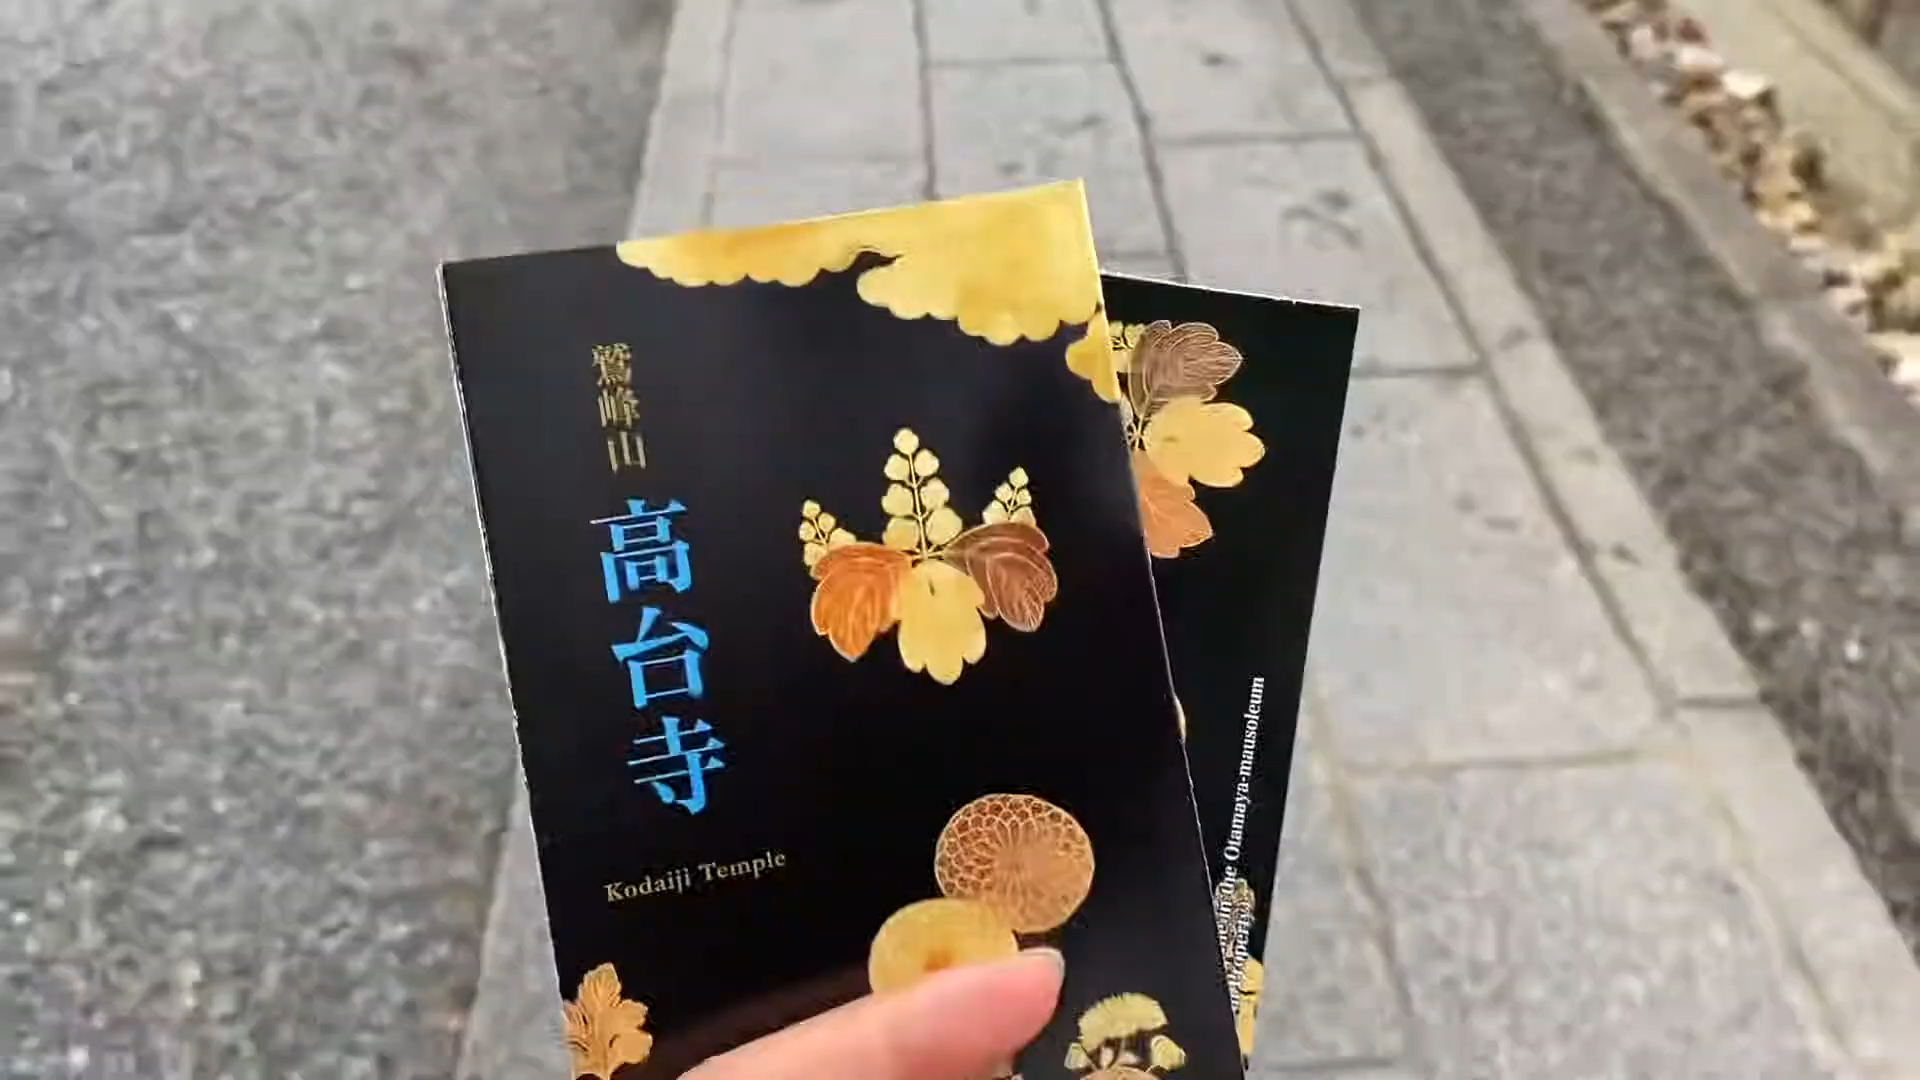 鷲峰山
高台寺
Kodaiji Temple
the Otamaya-mausoleum